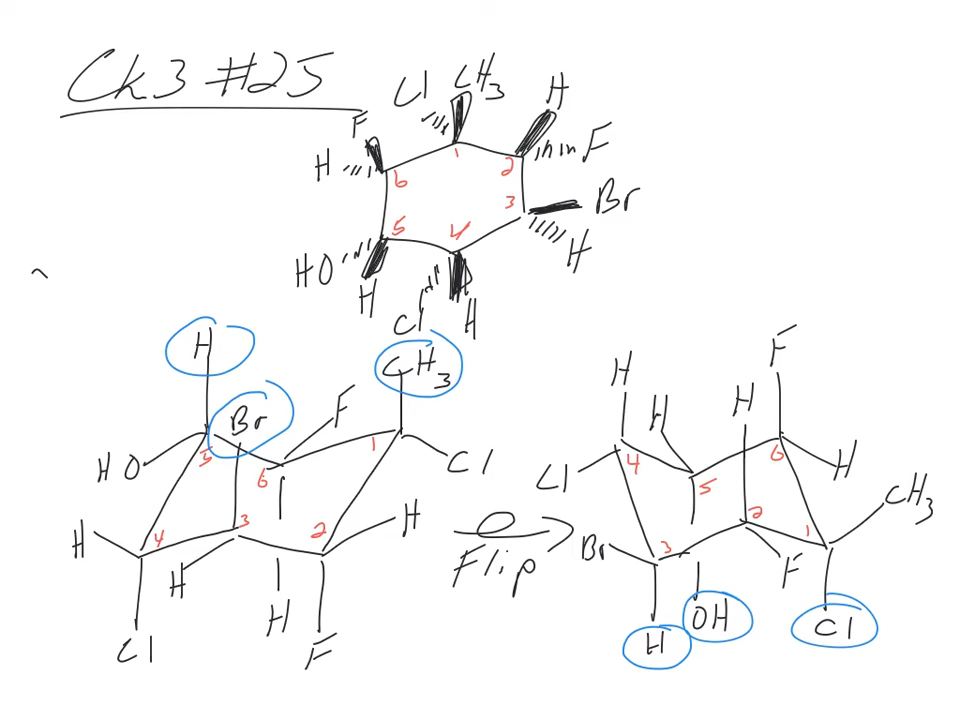 Ch 3 #25
Cl CH3 H
F
H 6 1 2 F
3 Br
5 4 H
HO H Cl H
H CH3 F
Br F H H
HO 5 6 1 Cl Cl 4 5 6 H
H 4 3 2 H Flip Br 3 2 1 CH3
H H F
Cl F H OH Cl